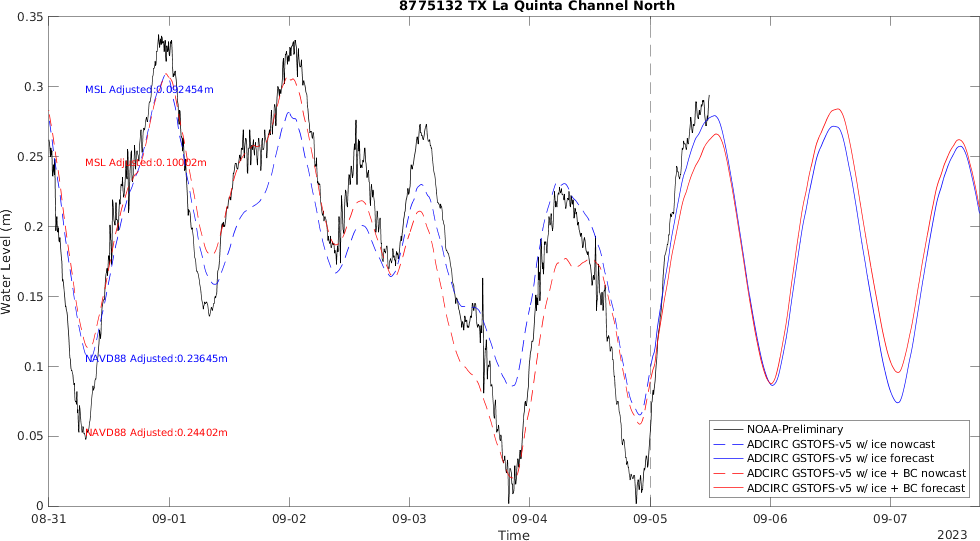 8775132 TX La Quinta Channel North
0.35
0.3
0.25
0.2
0.15
0.1
0.05
0
Water Level (m)
MSL Adjusted:0.092454m
MSL Adjusted:0.10002m
NAVD88 Adjusted:0.23645m
NAVD88 Adjusted:0.24402m
NOAA-Preliminary
ADCIRC GSTOFS-v5 w/ ice nowcast
ADCIRC GSTOFS-v5 w/ ice forecast
ADCIRC GSTOFS-v5 w/ ice + BC nowcast
ADCIRC GSTOFS-v5 w/ ice + BC forecast
08-31 09-01 09-02 09-03 09-04 09-05 09-06 09-07
Time
2023